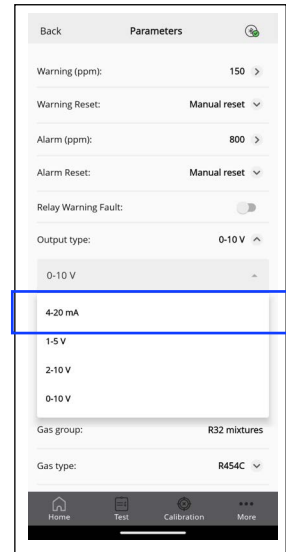 Back Parameters
Warning (ppm): 150
Warning Reset: Manual reset
Alarm (ppm): 800
Alarm Reset: Manual reset
Relay Warning Fault:
Output type: 0-10 V
0-10 V
4-20 mA
1-5 V
2-10 V
0-10 V
Gas group: R32 mixtures
Gas type: R454C
Home Test Calibration More